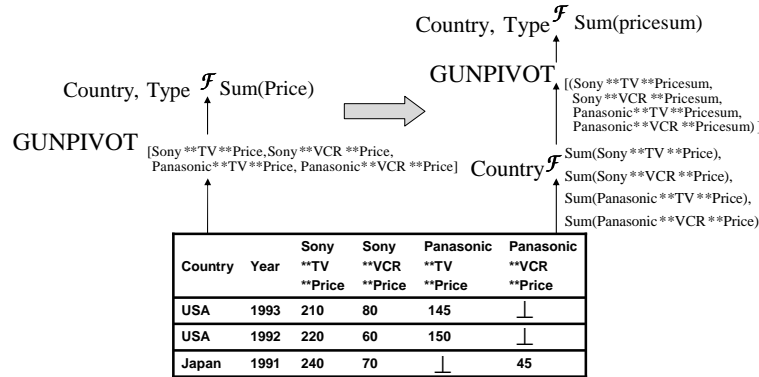 Country, Type ℱ Sum(Price)
GUNPIVOT
[Sony**TV**Price,Sony**VCR **Price,
Panasonic**TV**Price, Panasonic**VCR**Price]
Country, Type ℱ Sum(pricesum)
GUNPIVOT
[(Sony**TV**Pricesum,
Sony**VCR **Pricesum,
Panasonic**TV**Pricesum,
Panasonic**VCR**Pricesum) ]
Country ℱ Sum(Sony**TV**Price),
Sum(Sony**VCR**Price),
Sum(Panasonic**TV**Price),
Sum(Panasonic**VCR**Price)
Country Year Sony **TV **Price Sony **VCR **Price Panasonic **TV **Price Panasonic **VCR **Price
USA 1993 210 80 145 ⊥
USA 1992 220 60 150 ⊥
Japan 1991 240 70 ⊥ 45